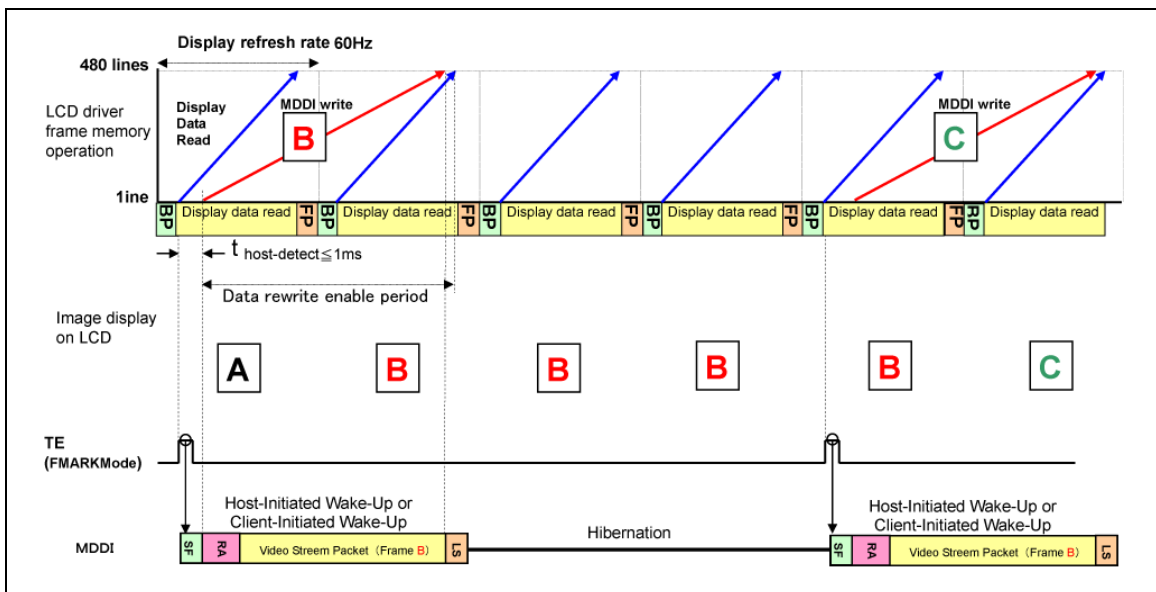 Display refresh rate 60Hz
480 lines
LCD driver
frame memory
operation
Display
Data
Read
MDDI write
B
MDDI write
C
1ine
BP
Display data read
FP
BP
Display data read
FP
BP
Display data read
FP
BP
Display data read
FP
BP
Display data read
FP
BP
Display data read
t host-detect≦1ms
Data rewrite enable period
Image display
on LCD
A
B
B
B
B
C
TE
(FMARKMode)
Host-Initiated Wake-Up or
Client-Initiated Wake-Up
Hibernation
Host-Initiated Wake-Up or
Client-Initiated Wake-Up
MDDI
SF
RA
Video Streem Packet (Frame B)
LS
SF
RA
Video Streem Packet (Frame B)
LS